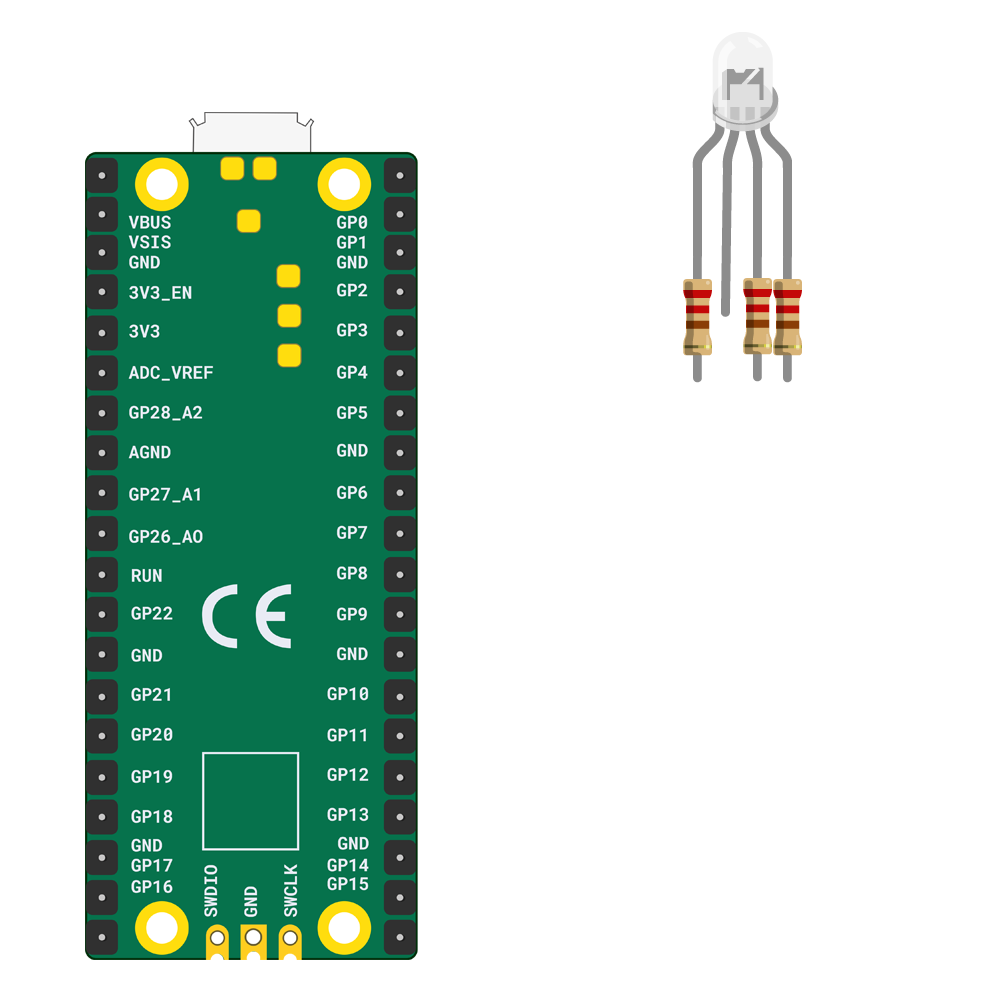 VBUS
VSIS
GND
3V3_EN
3V3
ADC_VREF
GP28_A2
AGND
GP27_A1
GP26_AO
RUN
GP22
GND
GP21
GP20
GP19
GP18
GND
GP17
GP16
GP0
GP1
GND
GP2
GP3
GP4
GP5
GND
GP6
GP7
GP8
GP9
GND
GP10
GP11
GP12
GP13
GND
GP14
GP15
CE
SWDIO
GND
SWCLK